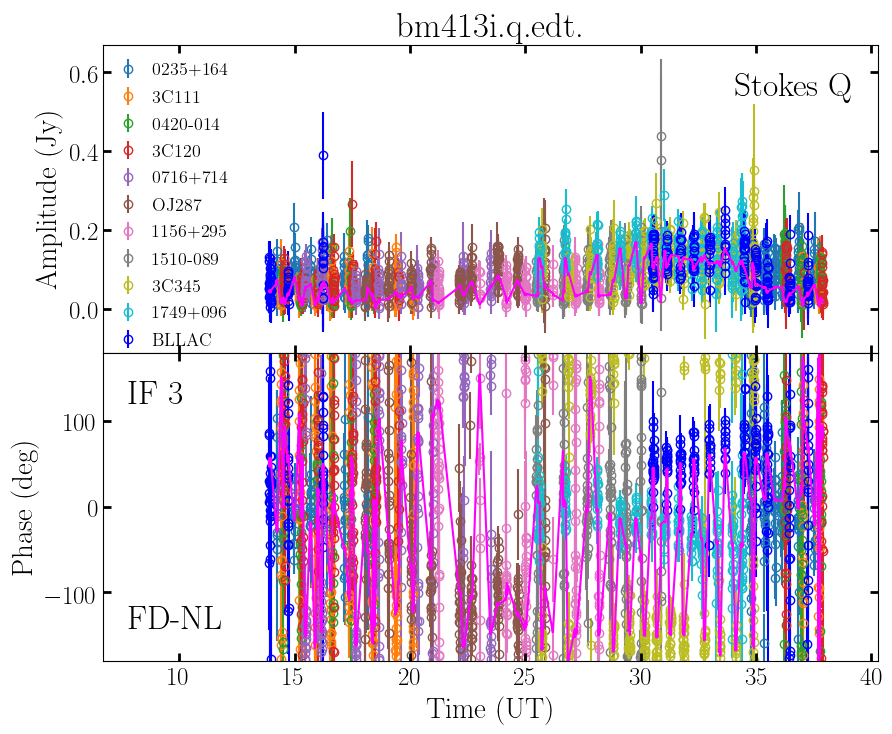 bm413i.q.edt.
Stokes Q
0235+164
3C111
0420-014
3C120
0716+714
OJ287
1156+295
1510-089
3C345
1749+096
BLLAC
Amplitude (Jy)
0.6
0.4
0.2
0.0
IF 3
FD-NL
Phase (deg)
100
0
−100
10 15 20 25 30 35 40
Time (UT)